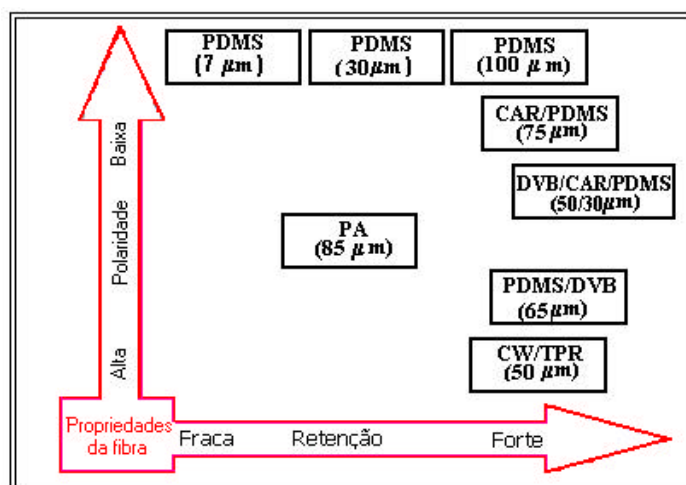 PDMS
(7 µm)
PDMS
(30µm)
PDMS
(100 µm)
CAR/PDMS
(75µm)
DVB/CAR/PDMS
(50/30µm)
PA
(85 µm)
PDMS/DVB
(65µm)
CW/TPR
(50 µm)
Baixa
Polaridade
Alta
Propriedades
da fibra
Fraca Retenção Forte